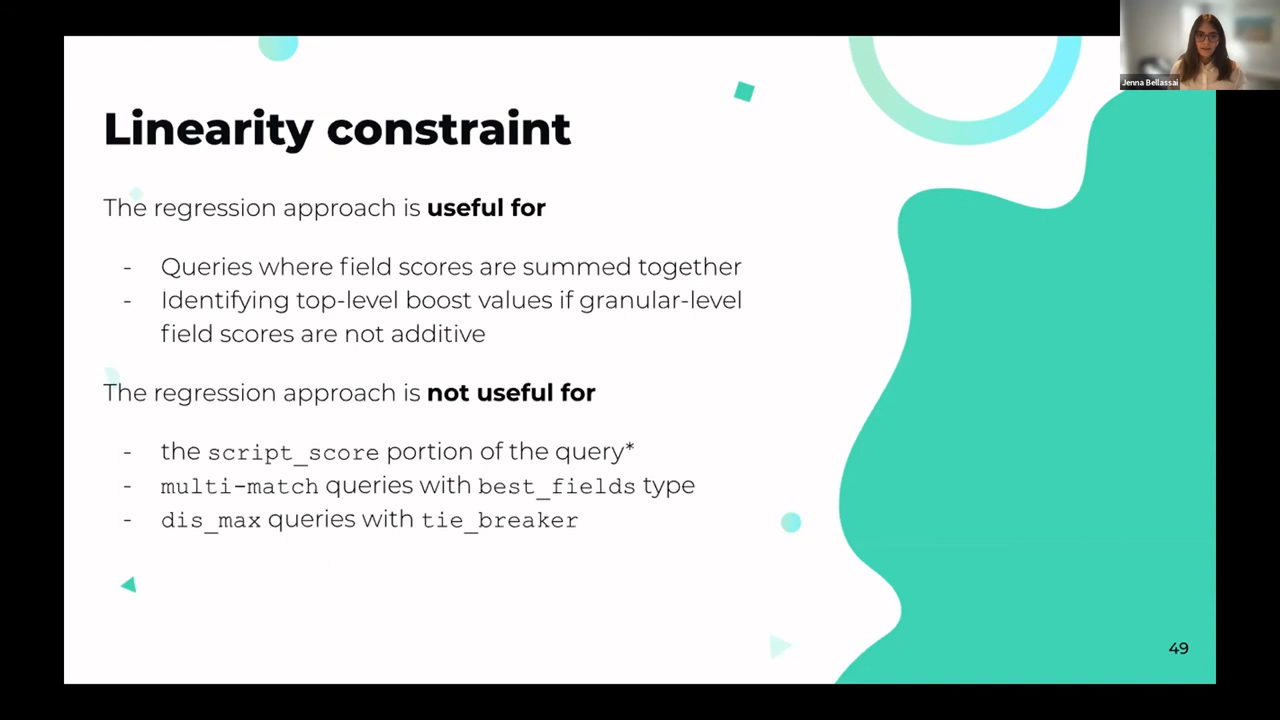 Jenna Bellassai
Linearity constraint
The regression approach is useful for
- Queries where field scores are summed together
- Identifying top-level boost values if granular-level
field scores are not additive
The regression approach is not useful for
- the script_score portion of the query*
- multi-match queries with best_fields type
- dis_max queries with tie_breaker
49